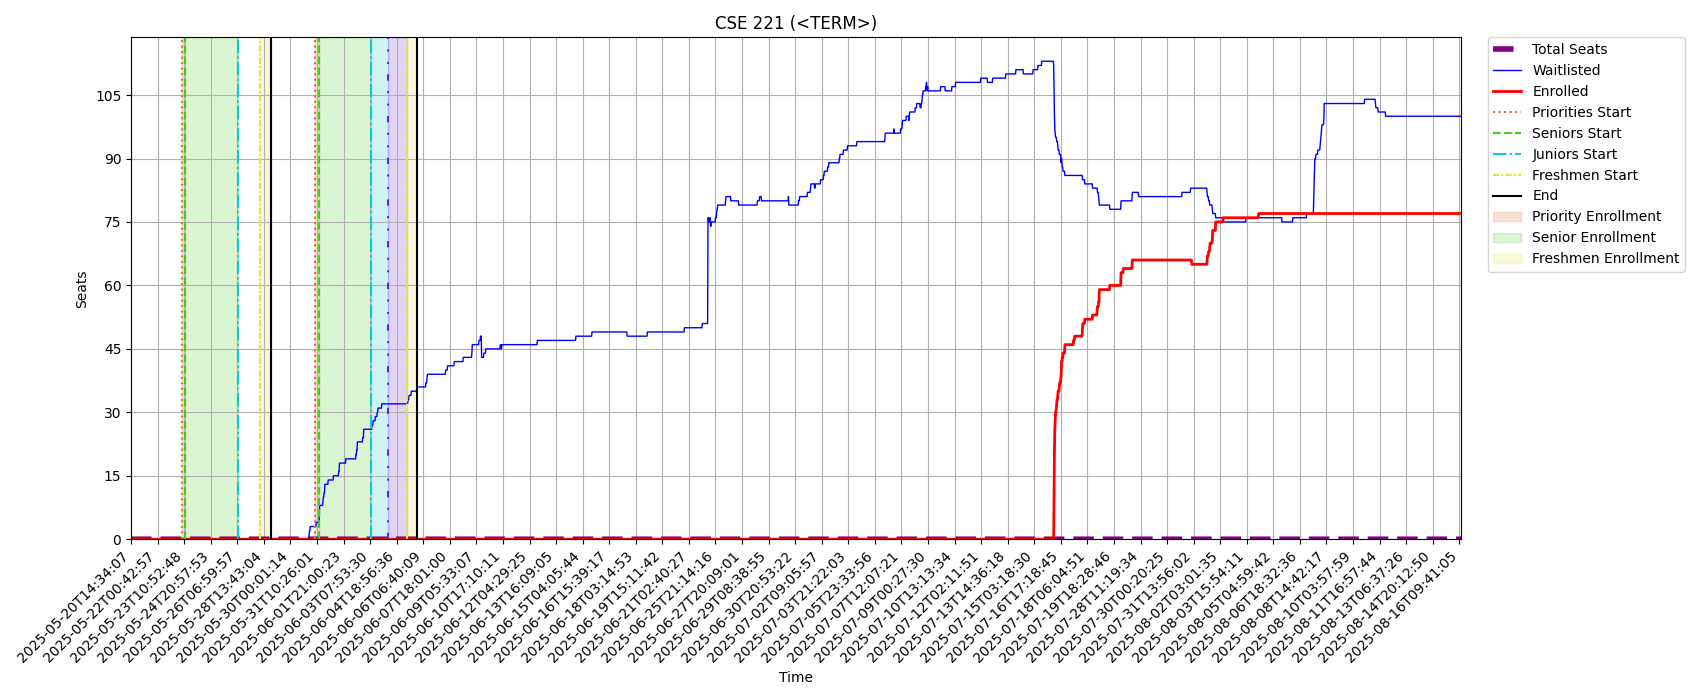 CSE 221 (<TERM>)
Total Seats
Waitlisted
Enrolled
Priorities Start
Seniors Start
Juniors Start
Freshmen Start
End
Priority Enrollment
Senior Enrollment
Freshmen Enrollment
Seats
105
90
75
60
45
30
15
0
2025-05-20T14:34:07
2025-05-22T00:42:57
2025-05-23T10:52:48
2025-05-24T20:57:53
2025-05-26T06:59:57
2025-05-28T13:43:04
2025-05-30T00:01:14
2025-05-31T10:26:01
2025-06-01T21:00:23
2025-06-03T07:53:30
2025-06-04T18:56:36
2025-06-06T06:40:09
2025-06-07T18:01:00
2025-06-09T05:33:07
2025-06-10T17:10:11
2025-06-12T04:29:25
2025-06-13T16:09:05
2025-06-15T04:05:44
2025-06-16T15:39:17
2025-06-18T03:14:53
2025-06-19T15:11:42
2025-06-21T02:40:27
2025-06-25T21:14:16
2025-06-27T20:09:01
2025-06-29T08:38:55
2025-06-30T20:53:22
2025-07-02T09:05:57
2025-07-03T21:22:03
2025-07-05T23:33:56
2025-07-07T12:07:21
2025-07-09T00:27:30
2025-07-10T13:13:34
2025-07-12T02:11:51
2025-07-13T14:36:18
2025-07-15T03:18:30
2025-07-16T17:18:45
2025-07-18T06:04:51
2025-07-19T18:28:46
2025-07-28T11:19:34
2025-07-30T00:20:25
2025-07-31T13:56:02
2025-08-02T03:01:35
2025-08-03T15:54:11
2025-08-05T04:59:42
2025-08-06T18:32:36
2025-08-08T14:42:17
2025-08-10T03:57:59
2025-08-11T16:57:44
2025-08-13T06:37:26
2025-08-14T20:12:50
2025-08-16T09:41:05
Time